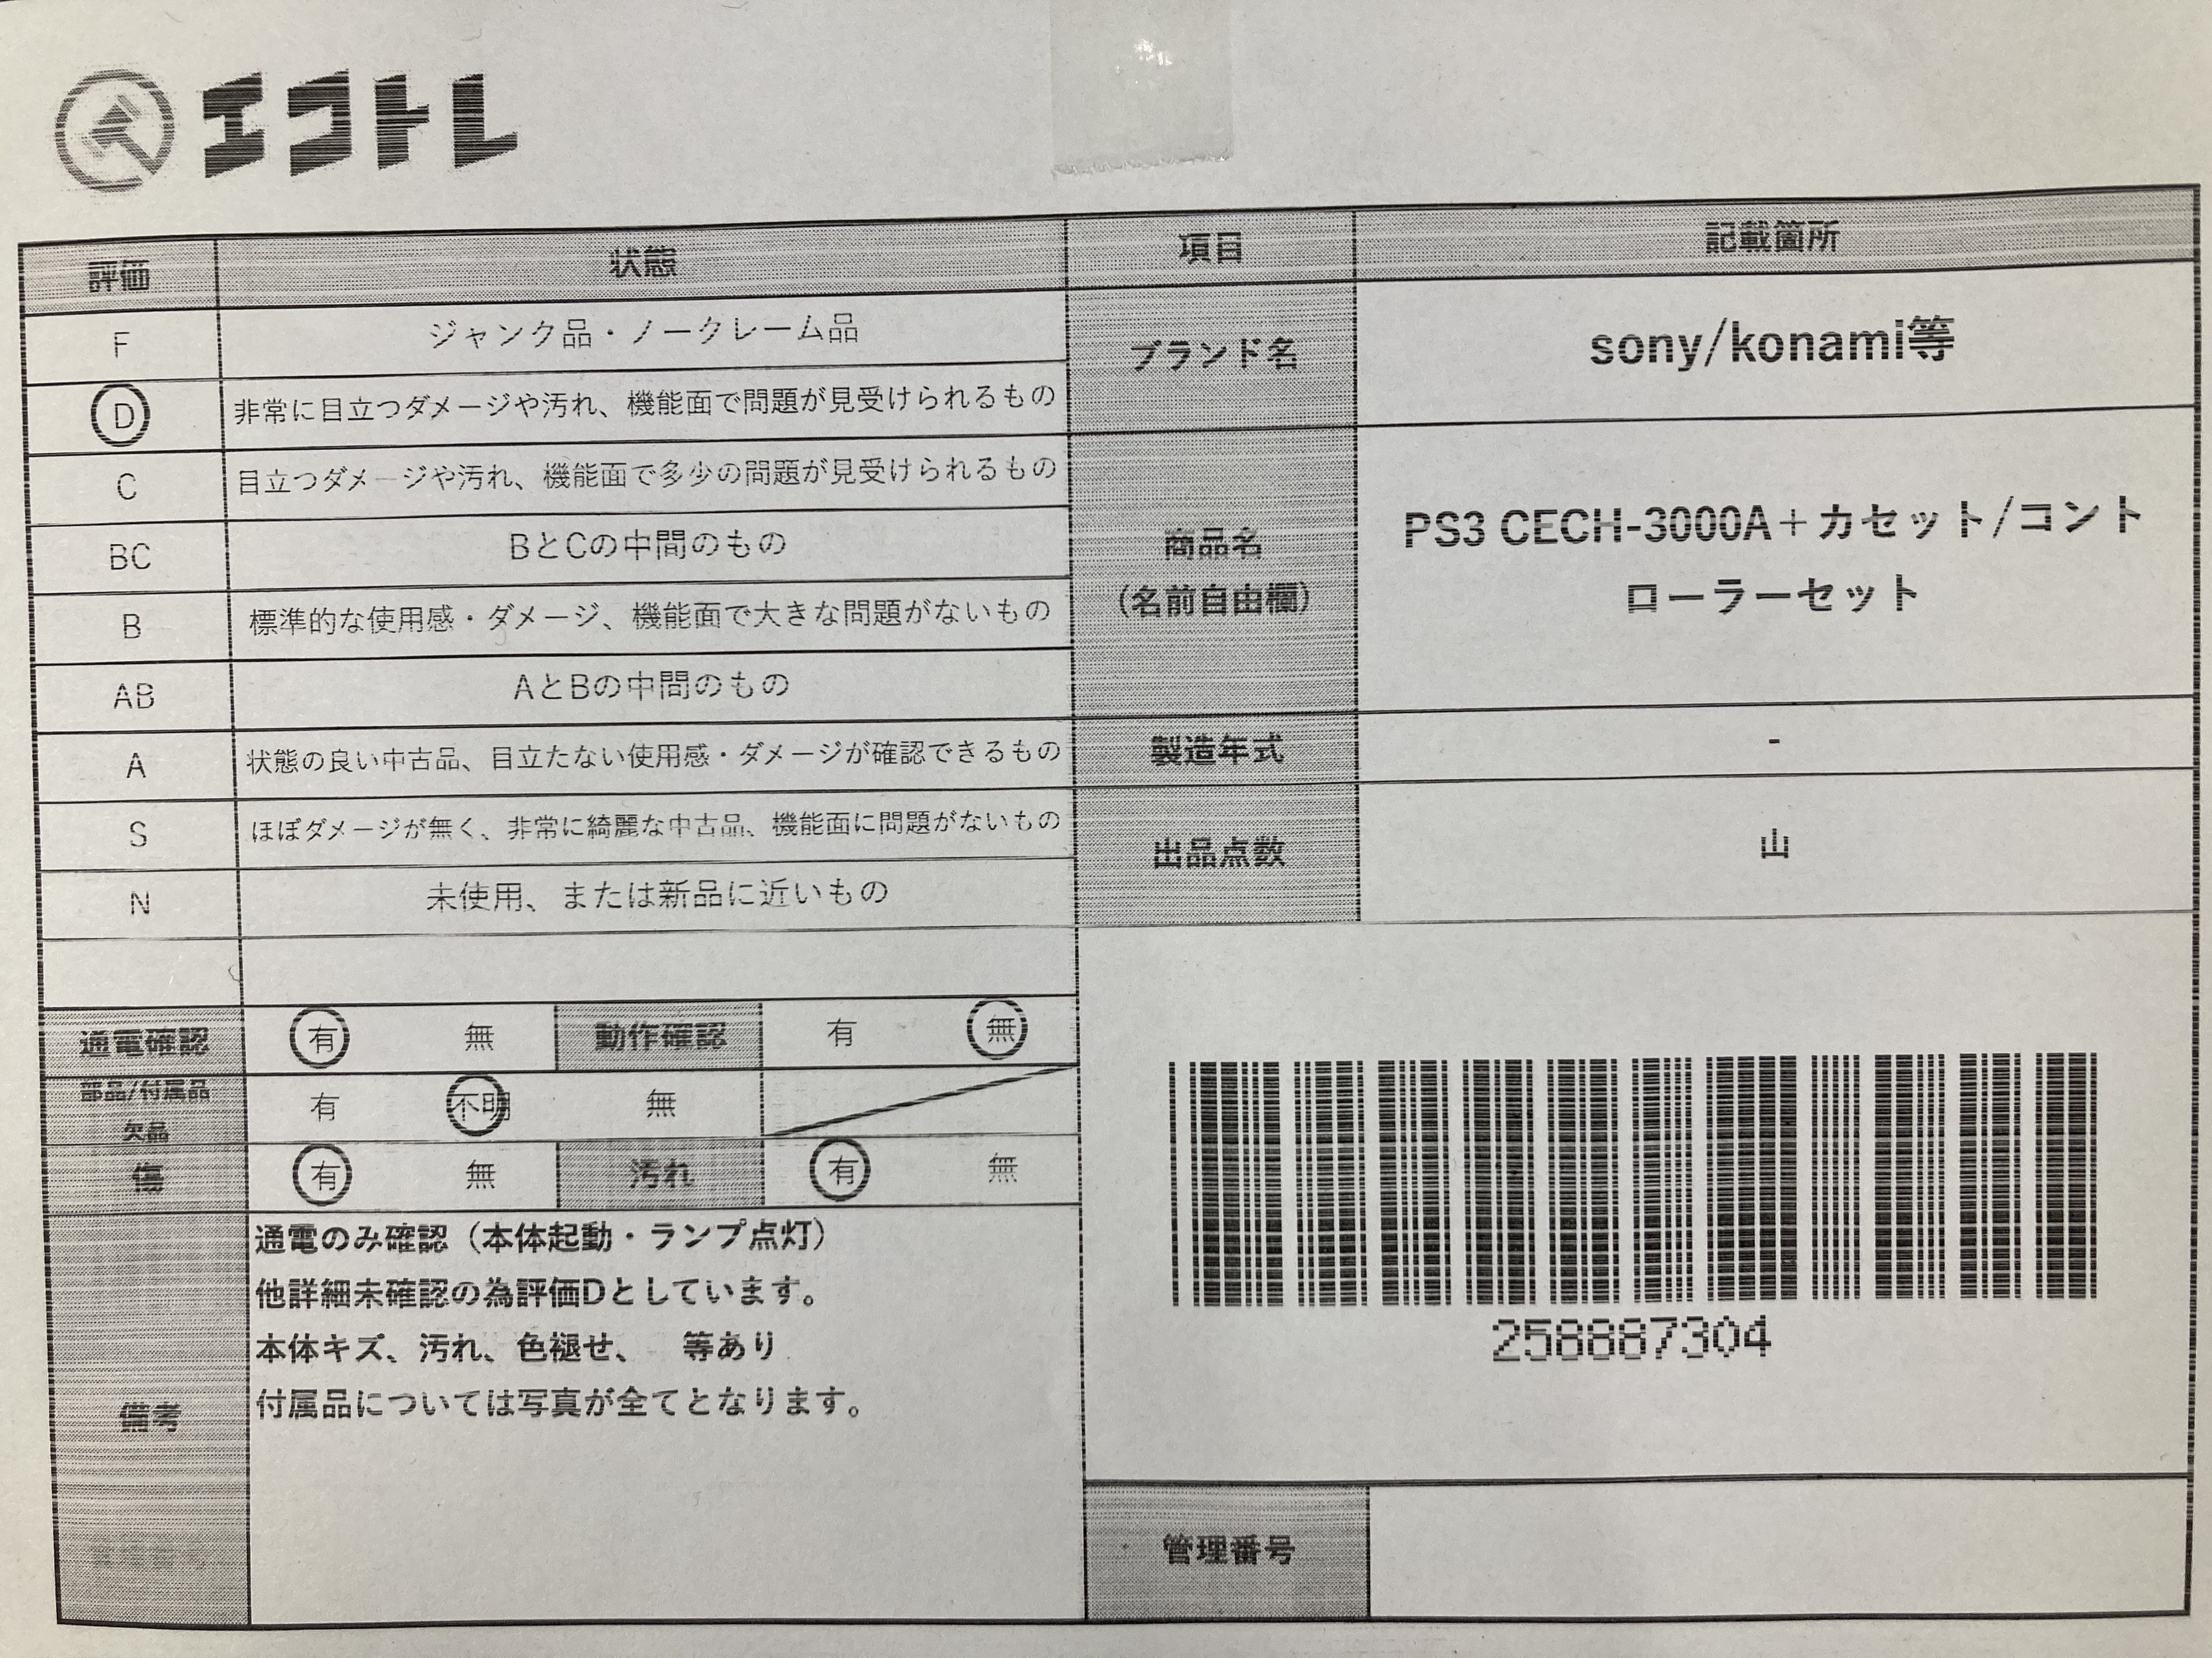 エコトレ
評価 状態 項目 記載箇所
F ジャンク品・ノークレーム品
D 非常に目立つダメージや汚れ、機能面で問題が見受けられるもの
ブランド名 sony/konami等
C 目立つダメージや汚れ、機能面で多少の問題が見受けられるもの
BC BとCの中間のもの
B 標準的な使用感・ダメージ、機能面で大きな問題がないもの
AB AとBの中間のもの
商品名
(名前自由欄)
PS3 CECH-3000A＋カセット/コント
ローラーセット
A 状態の良い中古品、目立たない使用感・ダメージが確認できるもの
製造年式 -
S ほぼダメージが無く、非常に綺麗な中古品、機能面に問題がないもの
N 未使用、または新品に近いもの
出品点数 山
通電確認 有 無 動作確認 有 無
部品/付属品
欠品
有 不明 無
傷 有 無 汚れ 有 無
備考
通電のみ確認（本体起動・ランプ点灯）
他詳細未確認の為評価Dとしています。
本体キズ、汚れ、色褪せ、 等あり
付属品については写真が全てとなります。
258887304
管理番号